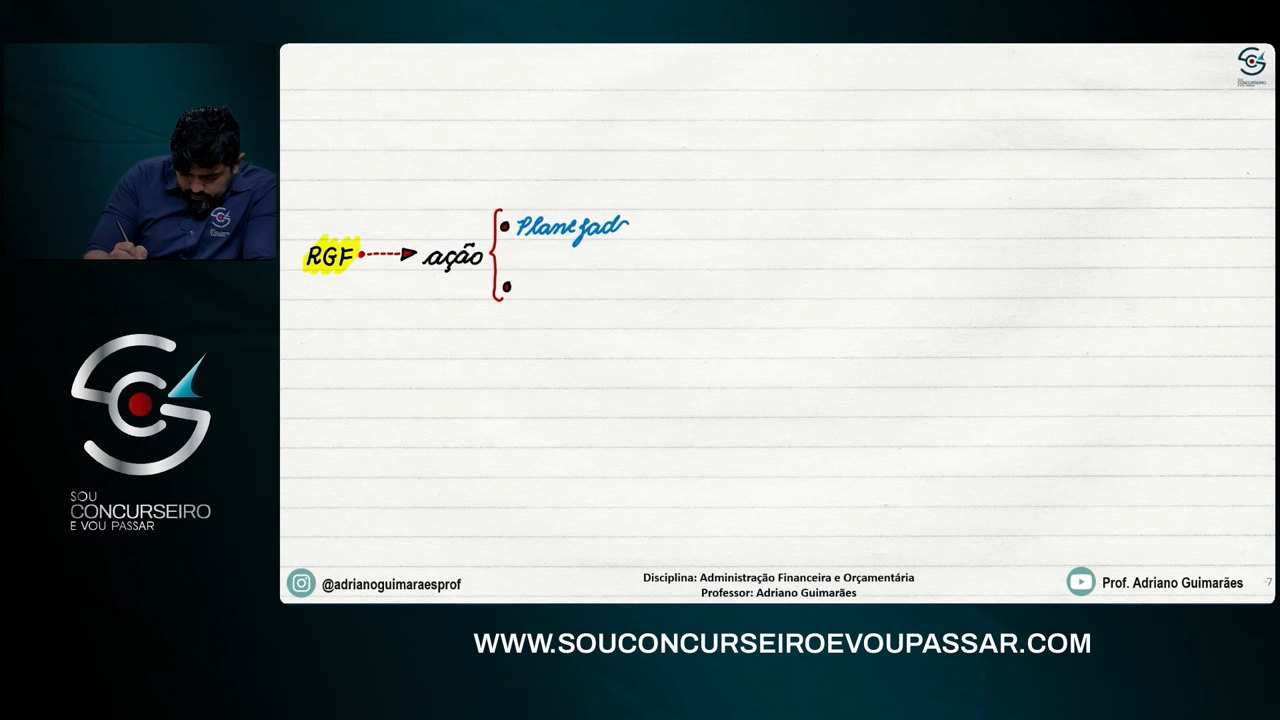 RGF ação
Planejad
SOU
CONCURSEIRO
E VOU PASSAR
@adrianoguimaraesprof
Disciplina: Administração Financeira e Orçamentária
Professor: Adriano Guimarães
Prof. Adriano Guimarães
WWW.SOUCONCURSEIROEVOUPASSAR.COM